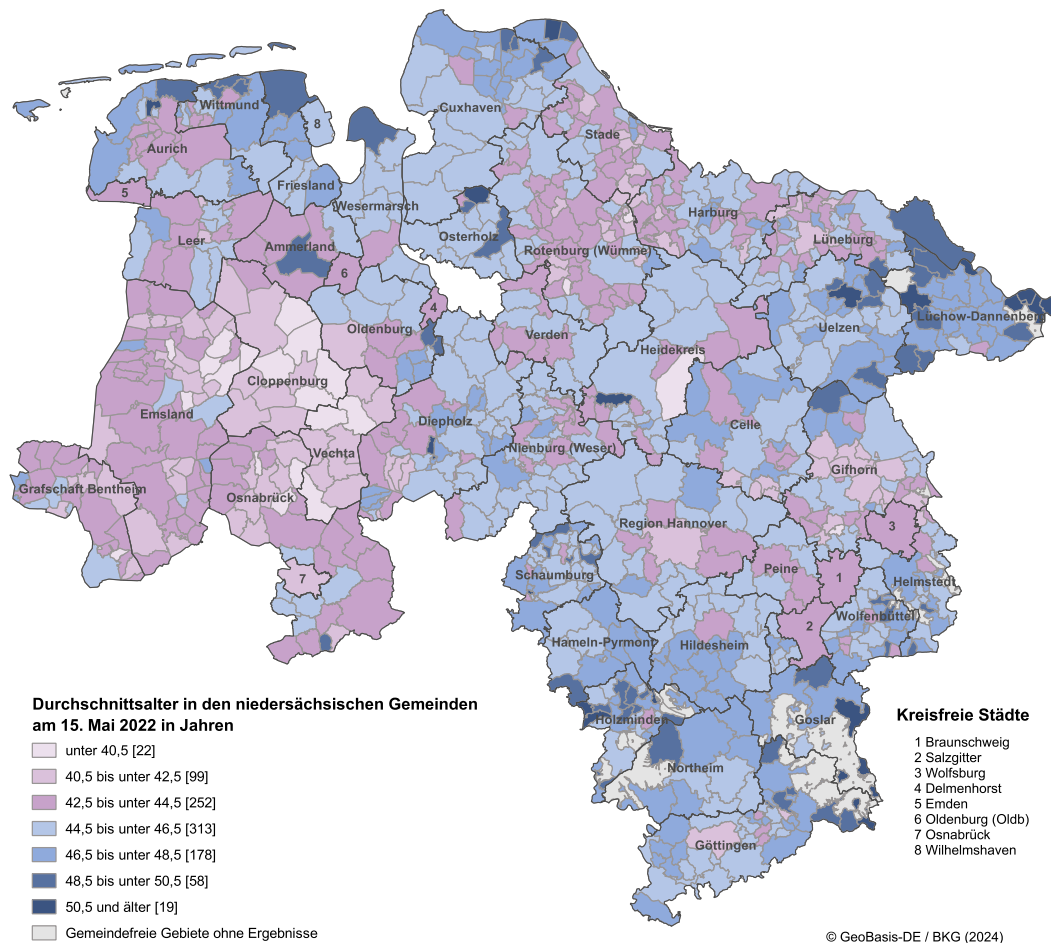 Wittmund
8
Cuxhaven
Stade
Aurich
5
Friesland
Wesermarsch
Harburg
Leer
Ammerland
Osterholz
Rotenburg (Wümme)
Lüneburg
6
4
Oldenburg
Verden
Heidekreis
Uelzen
Lüchow-Dannenberg
Cloppenburg
Emsland
Diepholz
Celle
Vechta
Nienburg (Weser)
Gifhorn
Grafschaft Bentheim
Osnabrück
Region Hannover
3
7
Schaumburg
Peine
1
Helmstedt
2
Wolfenbüttel
Hameln-Pyrmont
Hildesheim
Holzminden
Goslar
Northeim
Göttingen
Durchschnittsalter in den niedersächsischen Gemeinden
am 15. Mai 2022 in Jahren
unter 40,5 [22]
40,5 bis unter 42,5 [99]
42,5 bis unter 44,5 [252]
44,5 bis unter 46,5 [313]
46,5 bis unter 48,5 [178]
48,5 bis unter 50,5 [58]
50,5 und älter [19]
Gemeindefreie Gebiete ohne Ergebnisse
Kreisfreie Städte
1 Braunschweig
2 Salzgitter
3 Wolfsburg
4 Delmenhorst
5 Emden
6 Oldenburg (Oldb)
7 Osnabrück
8 Wilhelmshaven
© GeoBasis-DE / BKG (2024)